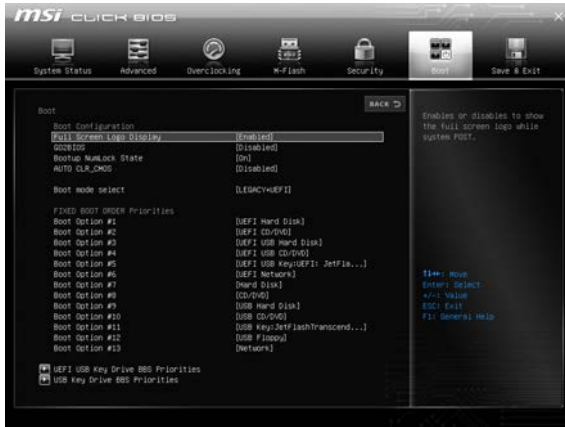 msi CLICK BIOS
System Status Advanced Overclocking M-Flash Security Boot Save & Exit
BACK
Boot
Boot Configuration
Full Screen Logo Display [Enabled]
GO2BIOS [Disabled]
Bootup NumLock State [On]
AUTO CLR_CMOS [Disabled]
Boot mode select [LEGACY+UEFI]
FIXED BOOT ORDER Priorities
Boot Option #1 [UEFI Hard Disk]
Boot Option #2 [UEFI CD/DVD]
Boot Option #3 [UEFI USB Hard Disk]
Boot Option #4 [UEFI USB CD/DVD]
Boot Option #5 [UEFI USB Key:UEFI: JetFla...]
Boot Option #6 [UEFI Network]
Boot Option #7 [Hard Disk]
Boot Option #8 [CD/DVD]
Boot Option #9 [USB Hard Disk]
Boot Option #10 [USB CD/DVD]
Boot Option #11 [USB Key:JetFlashTranscend...]
Boot Option #12 [USB Floppy]
Boot Option #13 [Network]
UEFI USB Key Drive BBS Priorities
USB Key Drive BBS Priorities
Enables or disables to show
the full screen logo while
system POST.
↑↓←→: Move
Enter: Select
+/-: Value
ESC: Exit
F1: General Help